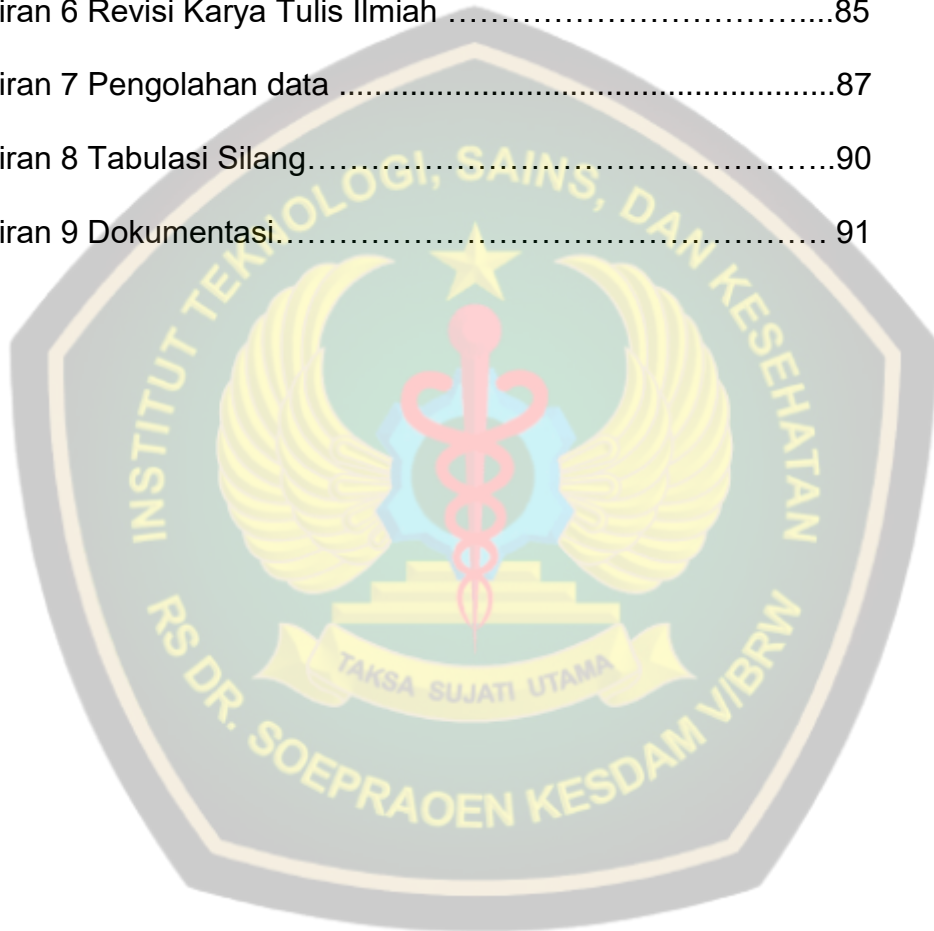 iran 6 Revisi Karya Tulis Ilmiah ………………………………....85
iran 7 Pengolahan data ........................................................87
iran 8 Tabulasi Silang……………………………………………..90
iran 9 Dokumentasi……………………………………………… 91
INSTITUT TEKNOLOGI, SAINS, DAN KESEHATAN
TAKSA SUJATI UTAMA
RS DR. SOEPRAOEN KESDAM V/BRW